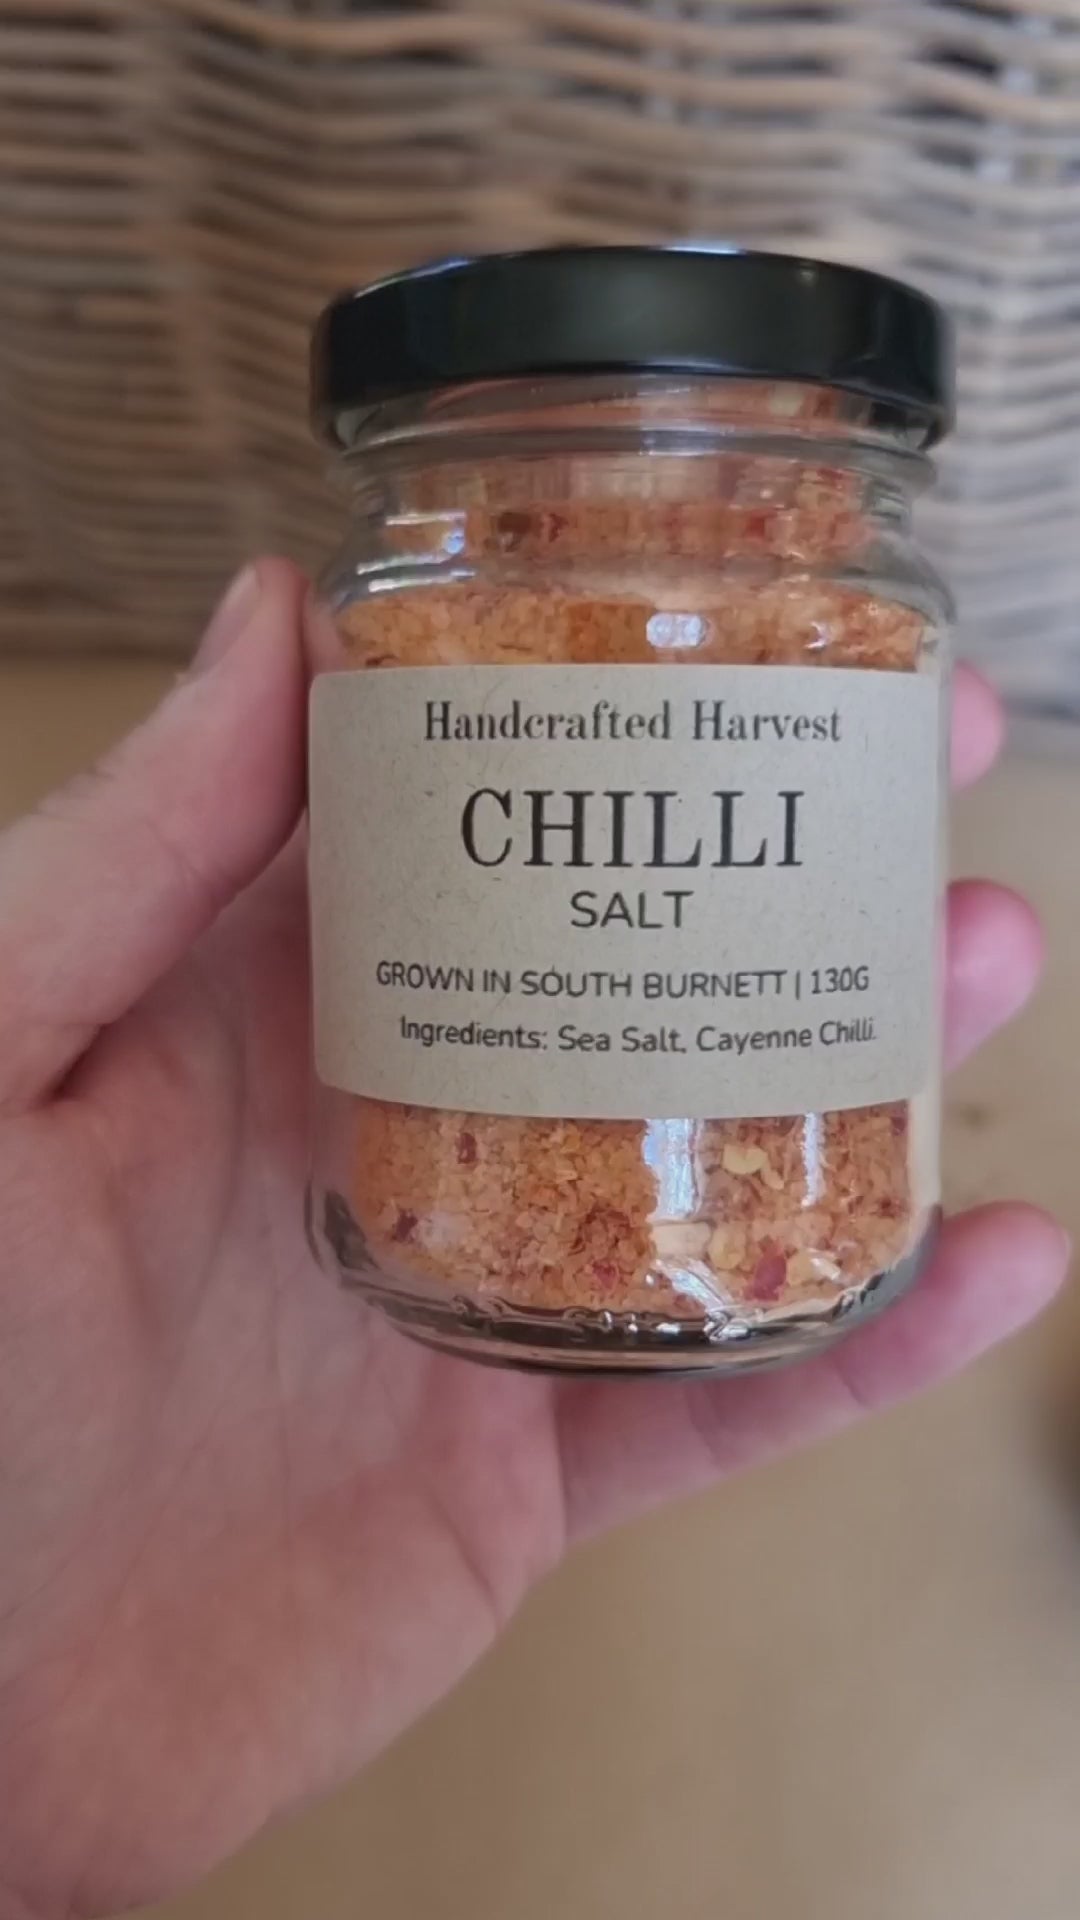 Handcrafted Harvest
CHILLI
SALT
GROWN IN SOUTH BURNETT | 130G
Ingredients: Sea Salt, Cayenne Chilli.